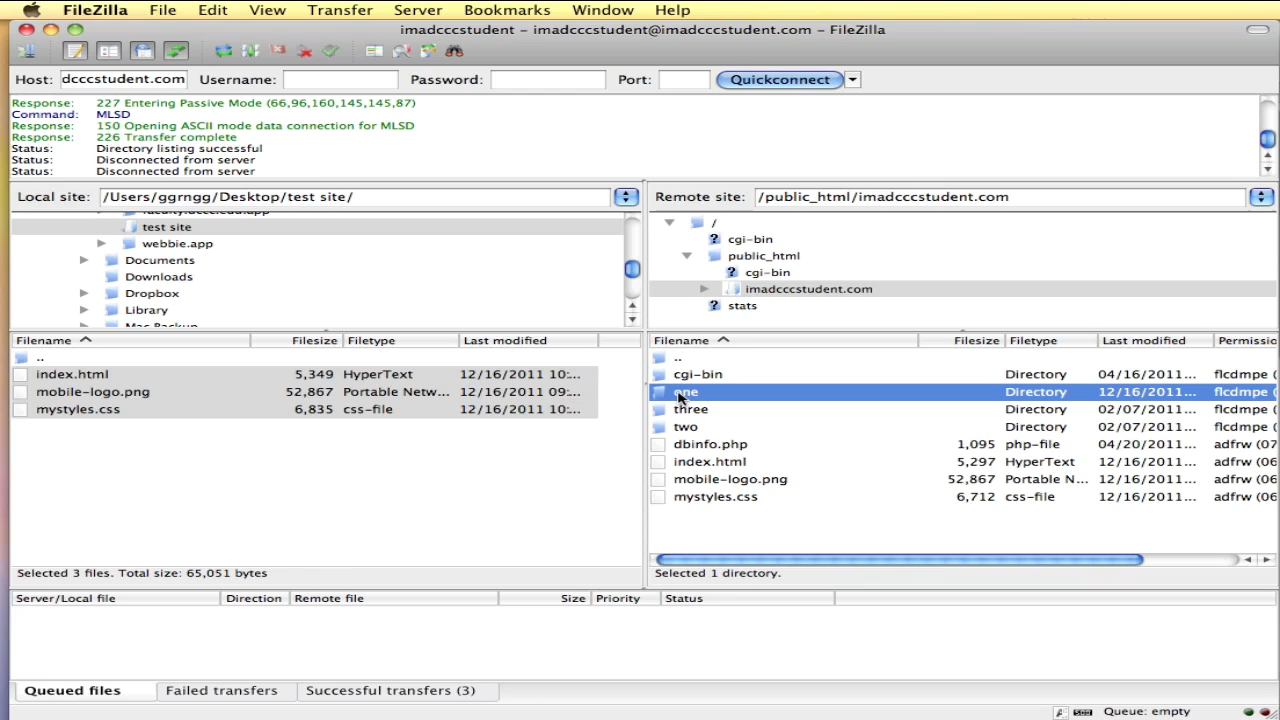 FileZilla File Edit View Transfer Server Bookmarks Window Help
imadcccstudent – imadcccstudent@imadcccstudent.com – FileZilla
Host: dcccstudent.com Username: Password: Port: Quickconnect
Response: 227 Entering Passive Mode (66,96,160,145,145,87)
Command: MLSD
Response: 150 Opening ASCII mode data connection for MLSD
Response: 226 Transfer complete
Status: Directory listing successful
Status: Disconnected from server
Status: Disconnected from server
Local site: /Users/ggrngg/Desktop/test site/
faculty.dccc.edu.app
test site
webbie.app
Documents
Downloads
Dropbox
Library
Mac Backup
Filename Filesize Filetype Last modified
..
index.html 5,349 HyperText 12/16/2011 10:...
mobile-logo.png 52,867 Portable Netw... 12/16/2011 09:...
mystyles.css 6,835 css-file 12/16/2011 10:...
Selected 3 files. Total size: 65,051 bytes
Remote site: /public_html/imadcccstudent.com
/
? cgi-bin
public_html
? cgi-bin
imadcccstudent.com
? stats
Filename Filesize Filetype Last modified Permissio
..
cgi-bin Directory 04/16/2011... flcdmpe (
one Directory 12/16/2011... flcdmpe (
three Directory 02/07/2011... flcdmpe (
two Directory 02/07/2011... flcdmpe (
dbinfo.php 1,095 php-file 04/20/2011... adfrw (07
index.html 5,297 HyperText 12/16/2011... adfrw (06
mobile-logo.png 52,867 Portable N... 12/16/2011... adfrw (06
mystyles.css 6,712 css-file 12/16/2011... adfrw (06
Selected 1 directory.
Server/Local file Direction Remote file Size Priority Status
Queued files Failed transfers Successful transfers (3)
Queue: empty